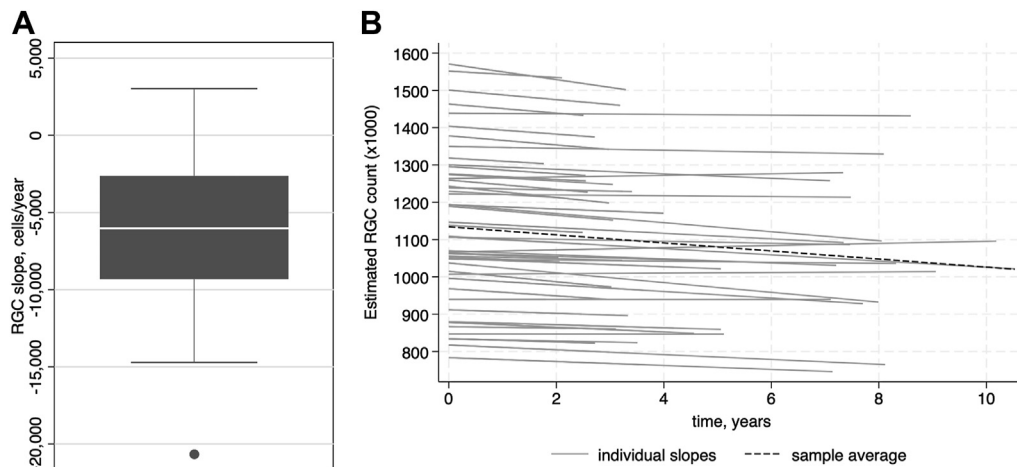 A
RGC slope, cells/year
5,000
0
-5,000
-10,000
-15,000
-20,000
B
Estimated RGC count (x1000)
1600
1500
1400
1300
1200
1100
1000
900
800
0 2 4 6 8 10
time, years
individual slopes sample average